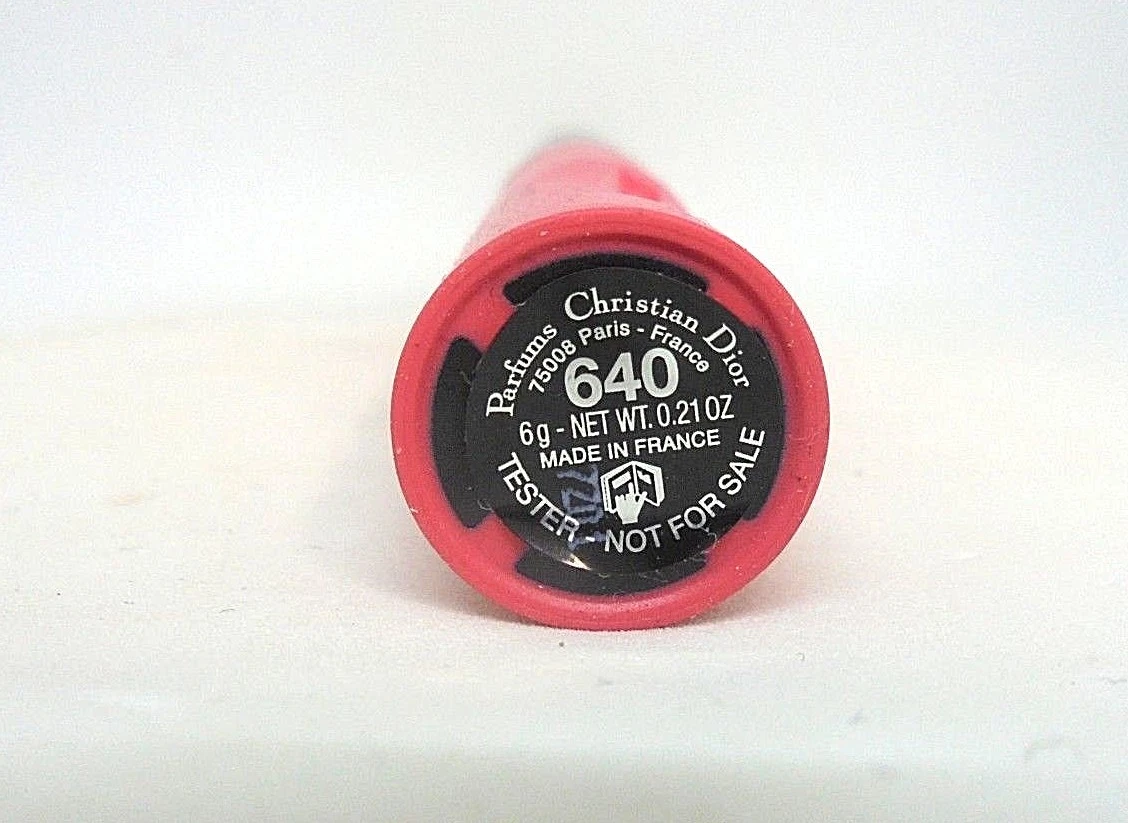 Parfums Christian Dior
75008 Paris - France
640
6g - NET WT. 0.21 OZ
MADE IN FRANCE
TESTER - NOT FOR SALE